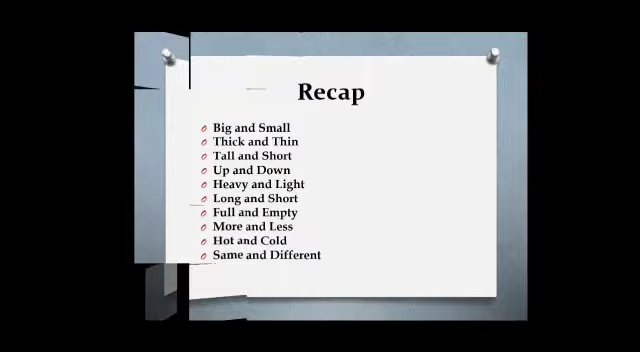 Recap
Big and Small
Thick and Thin
Tall and Short
Up and Down
Heavy and Light
Long and Short
Full and Empty
More and Less
Hot and Cold
Same and Different